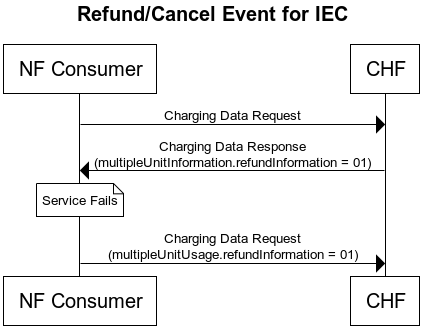 Refund/Cancel Event for IEC
NF Consumer
CHF
Charging Data Request
Charging Data Response
(multipleUnitInformation.refundInformation = 01)
Service Fails
Charging Data Request
(multipleUnitUsage.refundInformation = 01)
NF Consumer
CHF